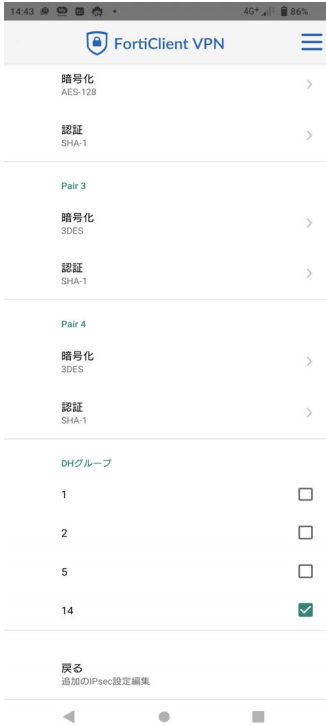 14:43
4G+
86%
FortiClient VPN
暗号化
AES-128
認証
SHA-1
Pair 3
暗号化
3DES
認証
SHA-1
Pair 4
暗号化
3DES
認証
SHA-1
DHグループ
1
2
5
14
戻る
追加のIPsec設定編集